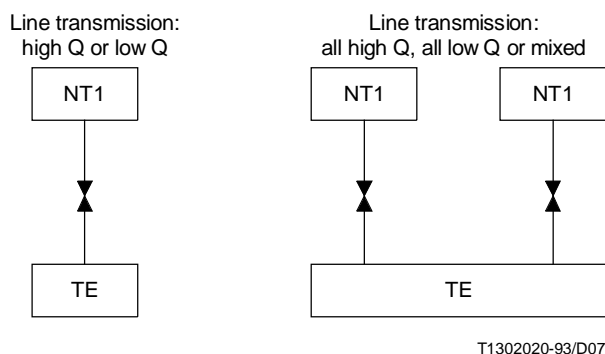 Line transmission:
high Q or low Q
Line transmission:
all high Q, all low Q or mixed
NT1
NT1
NT1
TE
TE
T1302020-93/D07